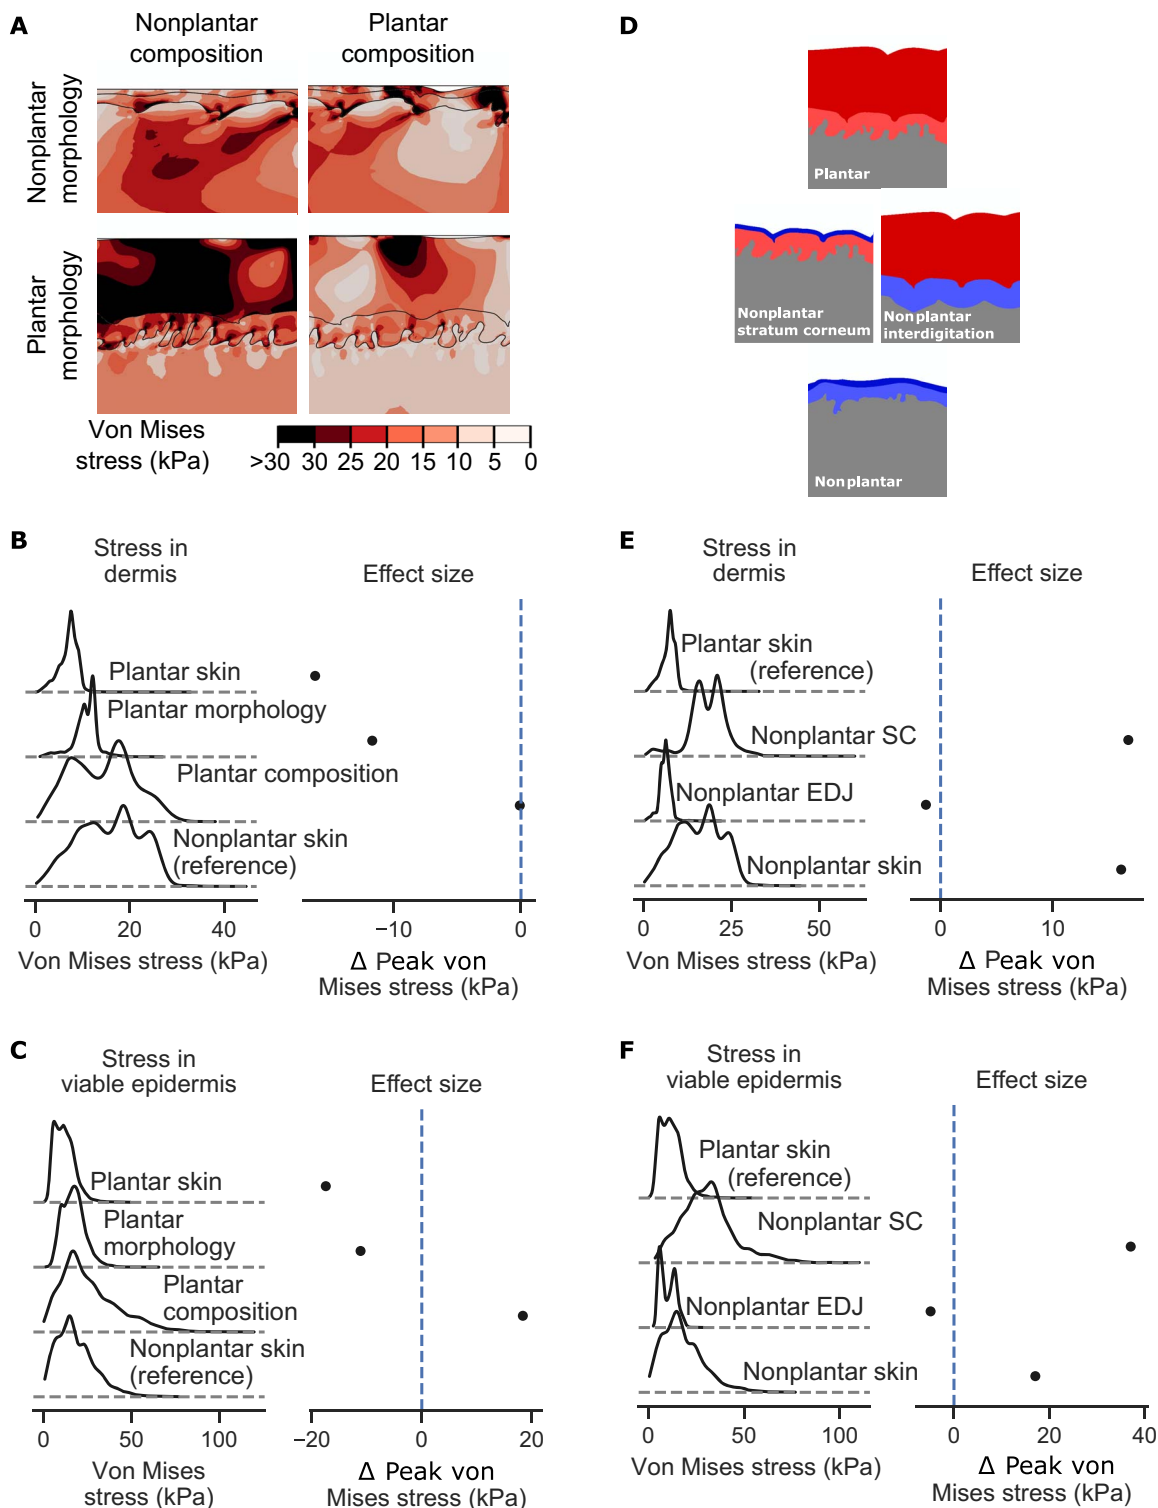 A
Nonplantar
composition
Plantar
composition
Nonplantar
morphology
Plantar
morphology
Von Mises
stress (kPa)
>30 30 25 20 15 10 5 0
D
Plantar
Nonplantar
stratum corneum
Nonplantar
interdigitation
Nonplantar
B
Stress in
dermis
Effect size
Plantar skin
Plantar morphology
Plantar composition
Nonplantar skin
(reference)
0 20 40
Von Mises stress (kPa)
−10 0
Δ Peak von
Mises stress (kPa)
E
Stress in
dermis
Effect size
Plantar skin
(reference)
Nonplantar SC
Nonplantar EDJ
Nonplantar skin
0 25 50
Von Mises stress (kPa)
0 10
Δ Peak von
Mises stress (kPa)
C
Stress in
viable epidermis
Effect size
Plantar skin
Plantar
morphology
Plantar
composition
Nonplantar skin
(reference)
0 50 100
Von Mises
stress (kPa)
−20 0 20
Δ Peak von
Mises stress (kPa)
F
Stress in
viable epidermis
Effect size
Plantar skin
(reference)
Nonplantar SC
Nonplantar EDJ
Nonplantar skin
0 50 100
Von Mises stress (kPa)
0 20 40
Δ Peak von
Mises stress (kPa)